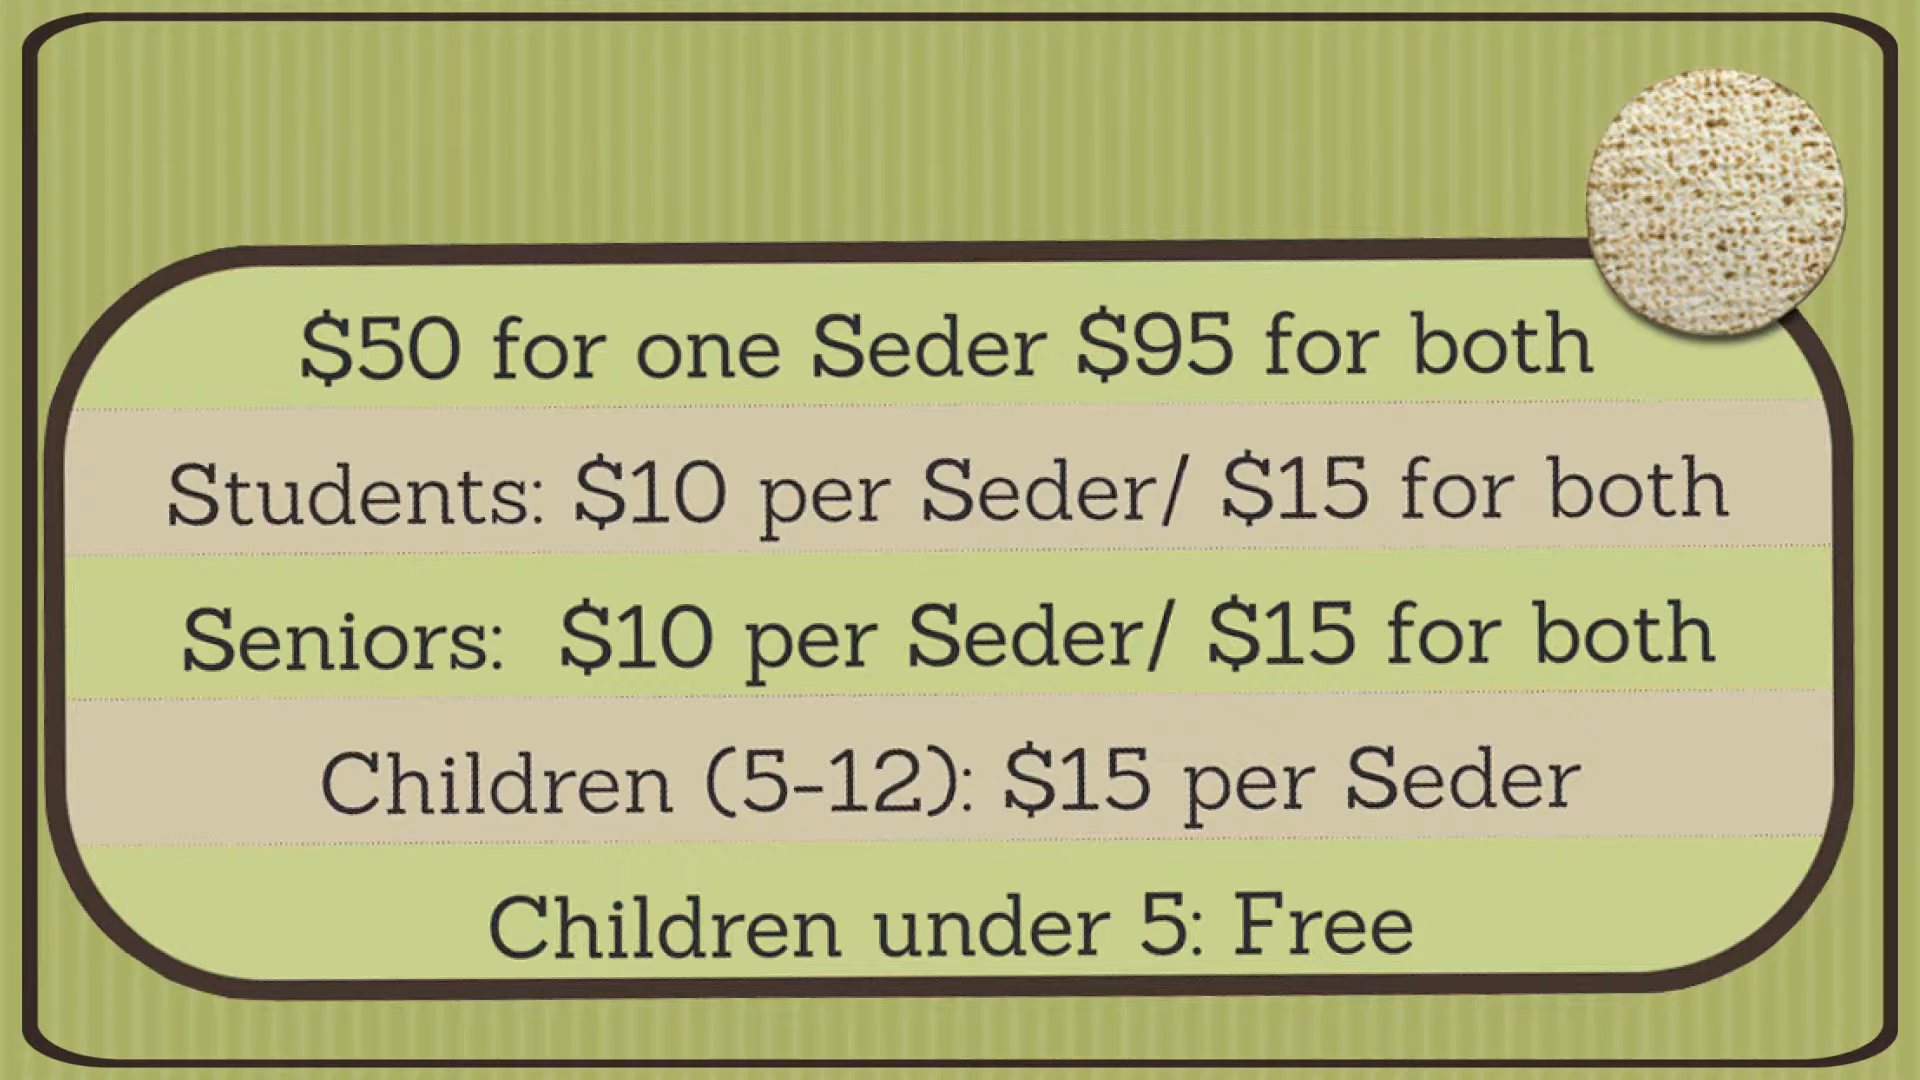 $50 for one Seder $95 for both
Students: $10 per Seder/ $15 for both
Seniors: $10 per Seder/ $15 for both
Children (5-12): $15 per Seder
Children under 5: Free